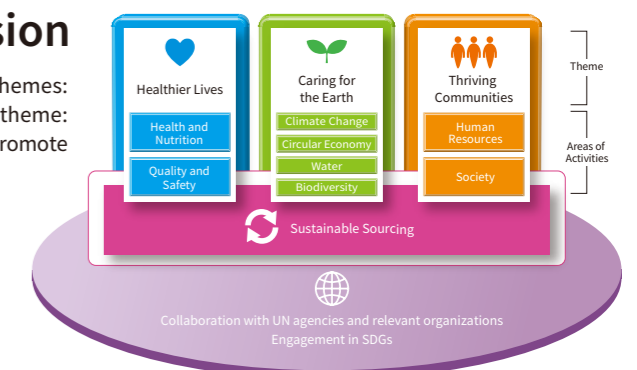 sion
hemes:
theme:
romote
Healthier Lives
Health and
Nutrition
Quality and
Safety
Caring for
the Earth
Climate Change
Circular Economy
Water
Biodiversity
Thriving
Communities
Human
Resources
Society
Theme
Areas of
Activities
Sustainable Sourcing
Collaboration with UN agencies and relevant organizations
Engagement in SDGs